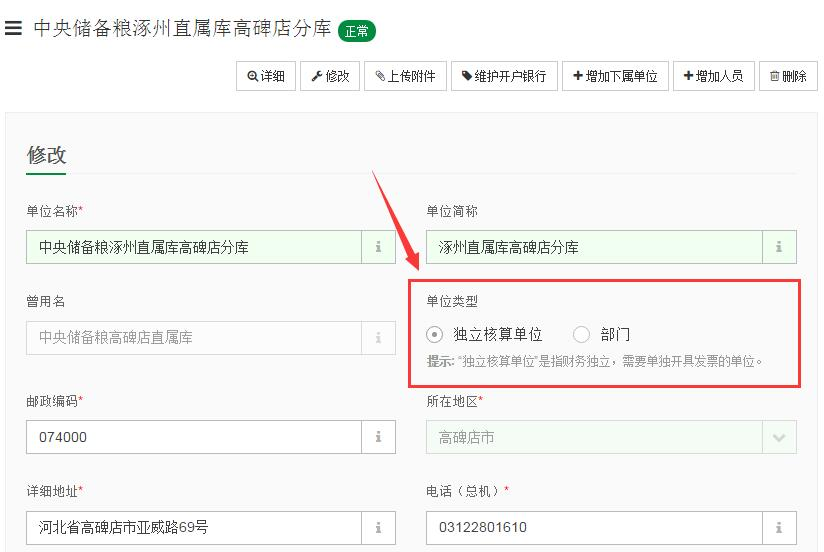 中央储备粮涿州直属库高碑店分库 正常
详细 修改 上传附件 维护开户银行 增加下属单位 增加人员 删除
修改
单位名称* 单位简称
中央储备粮涿州直属库高碑店分库 涿州直属库高碑店分库
曾用名 单位类型
中央储备粮高碑店直属库 独立核算单位 部门
提示: “独立核算单位”是指财务独立，需要单独开具发票的单位。
邮政编码* 所在地区*
074000 高碑店市
详细地址* 电话（总机）*
河北省高碑店市亚威路69号 03122801610